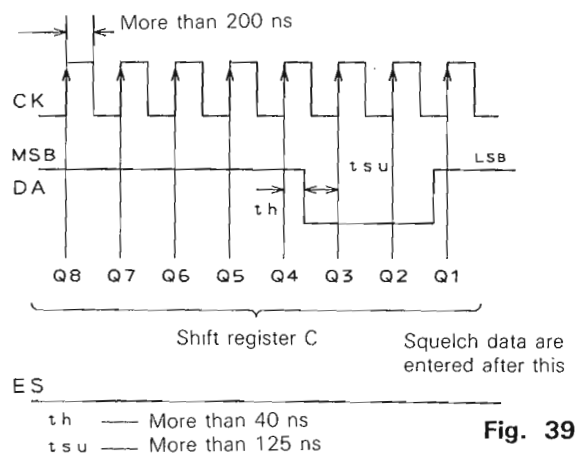 More than 200 ns
CK
MSB
DA
tsu
LSB
th
Q8 Q7 Q6 Q5 Q4 Q3 Q2 Q1
Shift register C
Squelch data are
entered after this
ES
th — More than 40 ns
tsu — More than 125 ns
Fig. 39